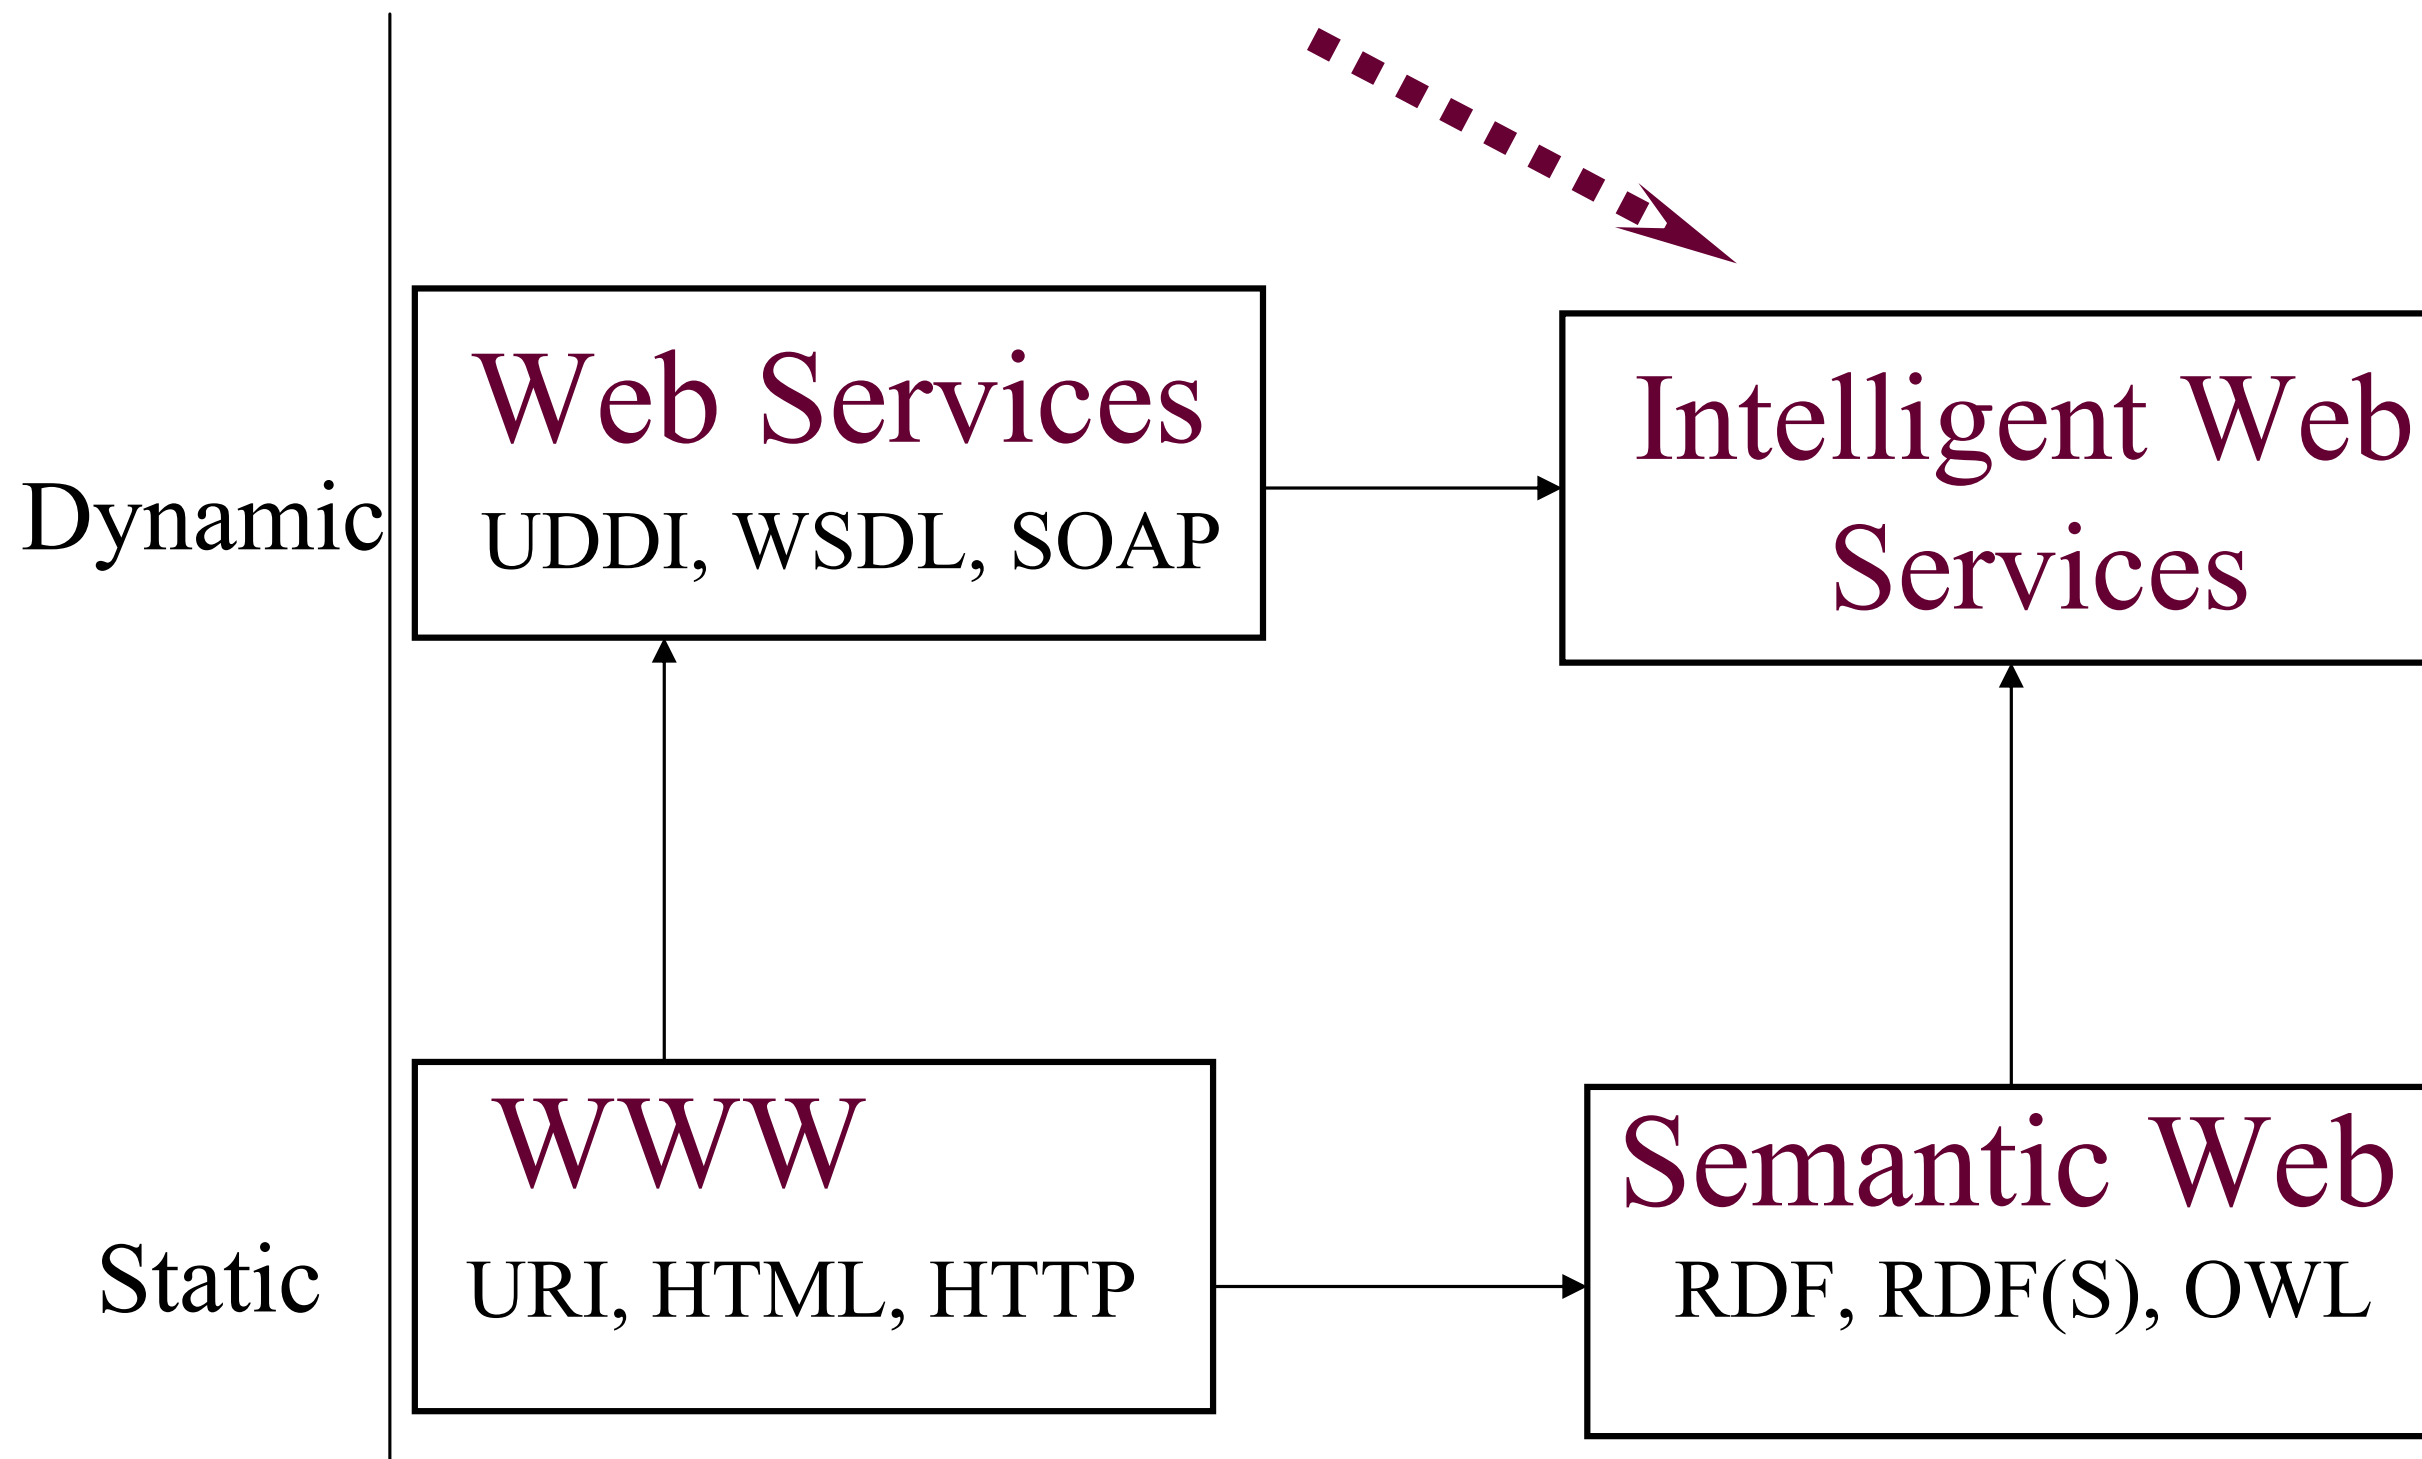 Web Services
UDDI, WSDL, SOAP
Intelligent Web
Services
Dynamic
WWW
URI, HTML, HTTP
Semantic Web
RDF, RDF(S), OWL
Static